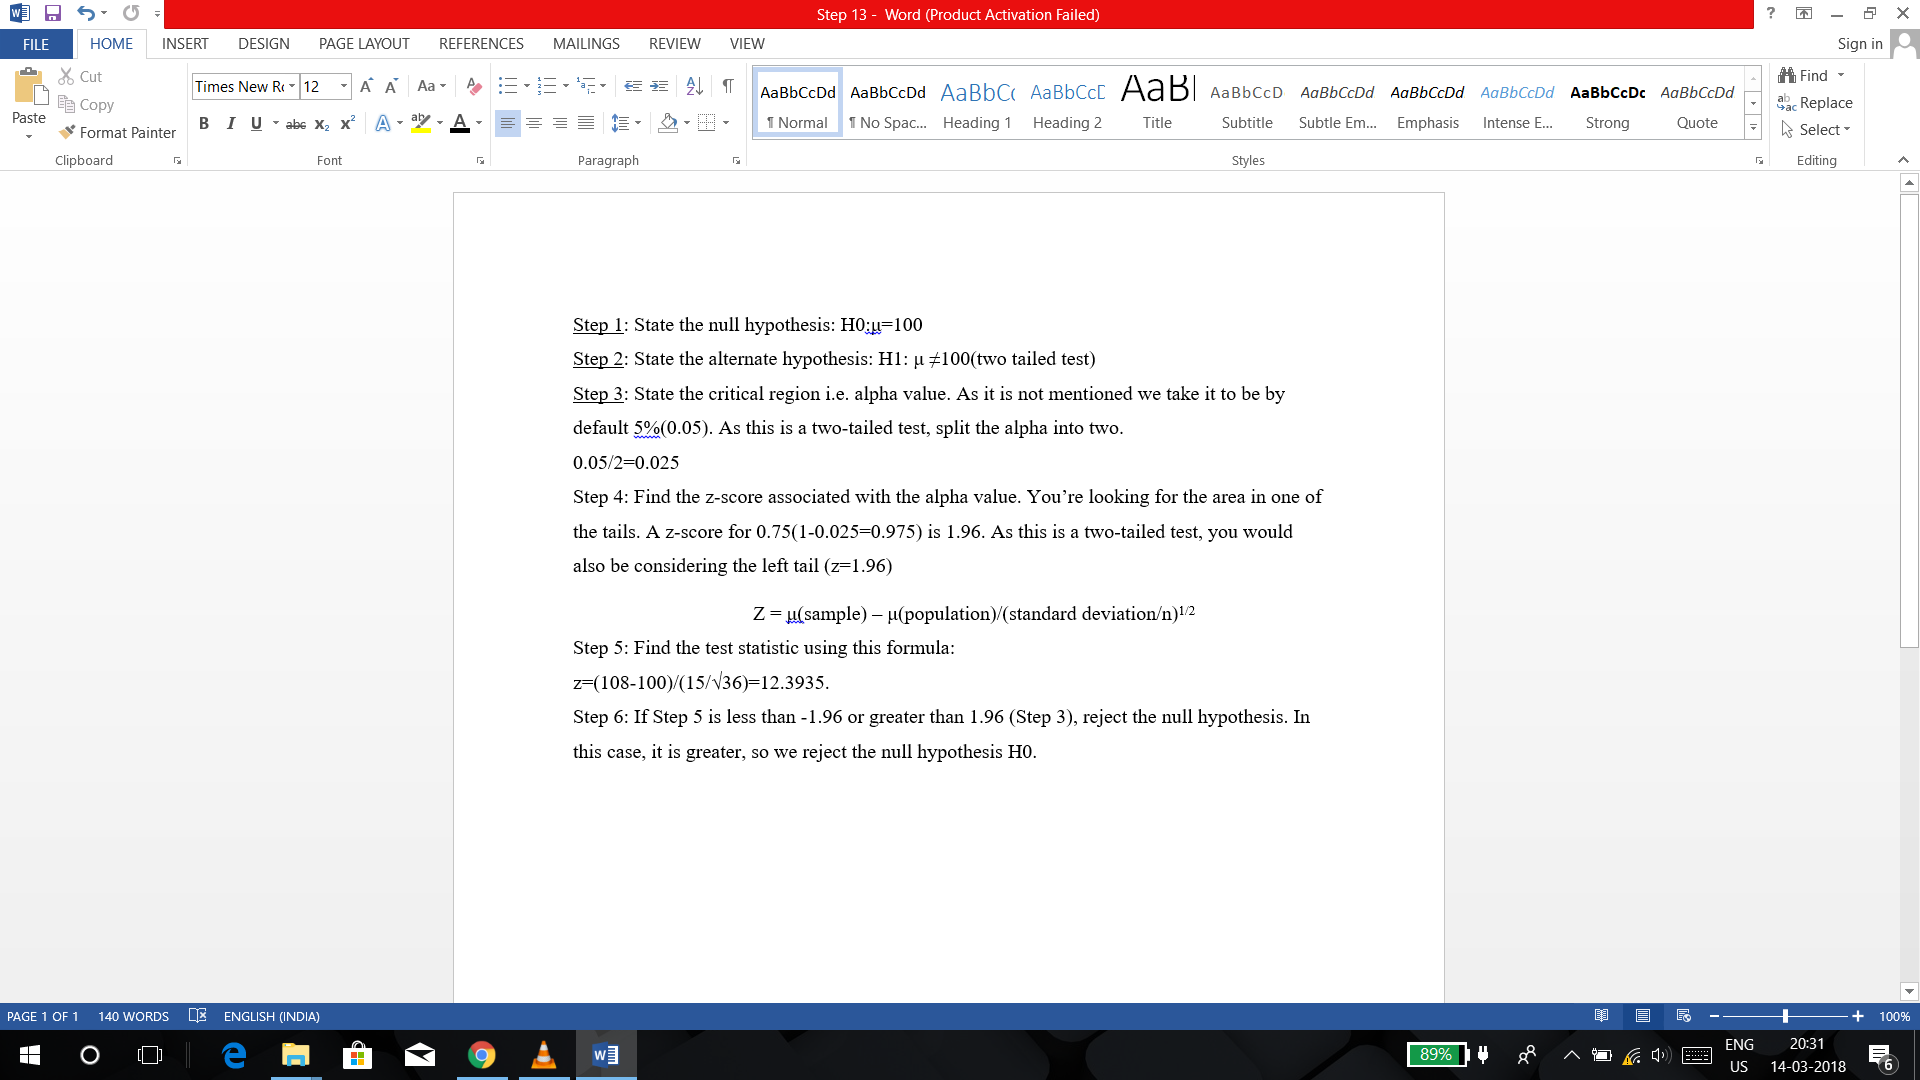 Step 13 - Word (Product Activation Failed)
FILE HOME INSERT DESIGN PAGE LAYOUT REFERENCES MAILINGS REVIEW VIEW Sign in
Paste
Cut
Copy
Format Painter
Clipboard
Times New Ro 12
Font
Paragraph
AaBbCcDd AaBbCcDd AaBbCc AaBbCcD AaBl AaBbCcD AaBbCcDd AaBbCcDd AaBbCcDd AaBbCcDc AaBbCcDd
¶ Normal ¶ No Spac... Heading 1 Heading 2 Title Subtitle Subtle Em... Emphasis Intense E... Strong Quote
Styles
Find
Replace
Select
Editing
Step 1: State the null hypothesis: H0:μ=100
Step 2: State the alternate hypothesis: H1: μ ≠100(two tailed test)
Step 3: State the critical region i.e. alpha value. As it is not mentioned we take it to be by
default 5%(0.05). As this is a two-tailed test, split the alpha into two.
0.05/2=0.025
Step 4: Find the z-score associated with the alpha value. You’re looking for the area in one of
the tails. A z-score for 0.75(1-0.025=0.975) is 1.96. As this is a two-tailed test, you would
also be considering the left tail (z=1.96)
Z = μ(sample) – μ(population)/(standard deviation/n)1/2
Step 5: Find the test statistic using this formula:
z=(108-100)/(15/√36)=12.3935.
Step 6: If Step 5 is less than -1.96 or greater than 1.96 (Step 3), reject the null hypothesis. In
this case, it is greater, so we reject the null hypothesis H0.
PAGE 1 OF 1 140 WORDS ENGLISH (INDIA) 100%
89%
ENG
US
20:31
14-03-2018
6